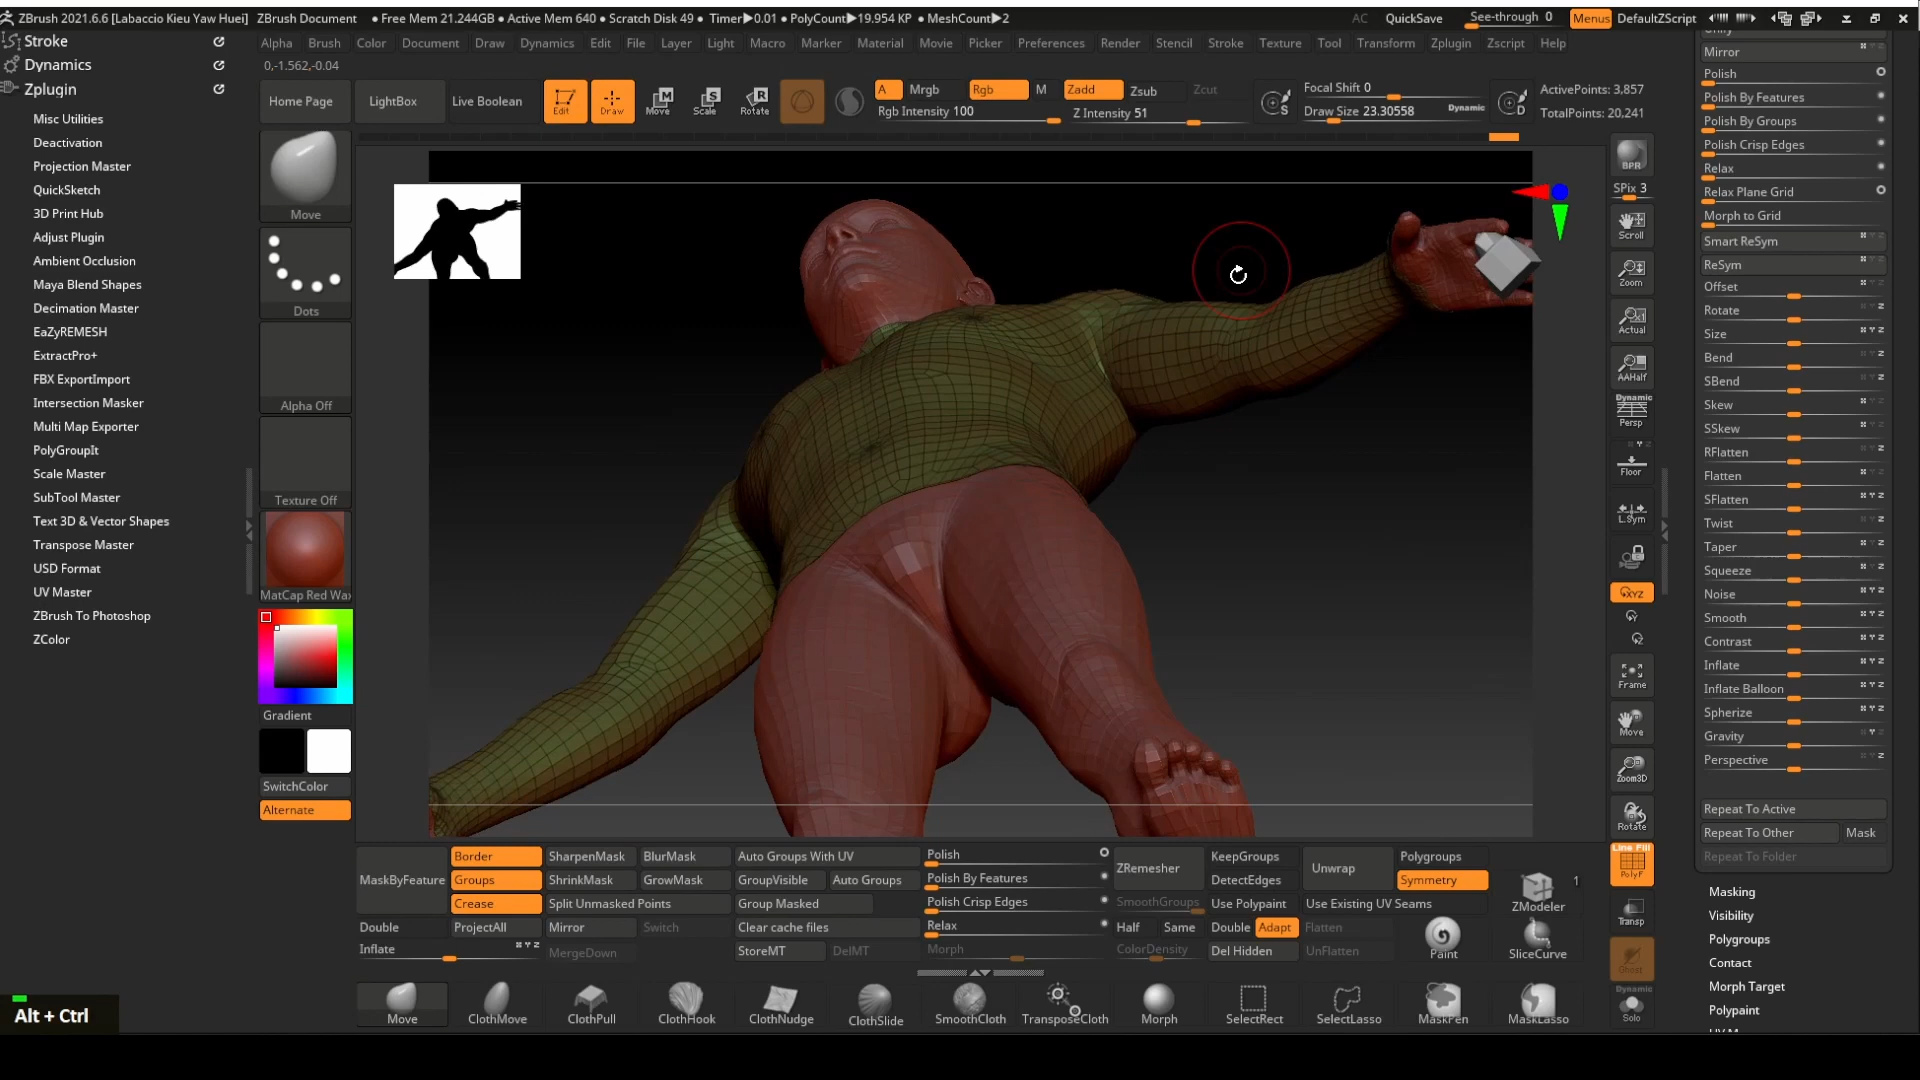 ZBrush 2021.6.6 [Labaccio Kieu Yaw Huei] ZBrush Document • Free Mem 21.244GB • Active Mem 640 • Scratch Disk 49 • Timer▶0.01 • PolyCount▶19.954 KP • MeshCount▶2 AC QuickSave See-through 0 Menus DefaultZScript
Alpha Brush Color Document Draw Dynamics Edit File Layer Light Macro Marker Material Movie Picker Preferences Render Stencil Stroke Texture Tool Transform Zplugin Zscript Help
0,-1.562,-0.04
Stroke
Dynamics
Zplugin
Misc Utilities
Deactivation
Projection Master
QuickSketch
3D Print Hub
Adjust Plugin
Ambient Occlusion
Maya Blend Shapes
Decimation Master
EaZyREMESH
ExtractPro+
FBX ExportImport
Intersection Masker
Multi Map Exporter
PolyGroupIt
Scale Master
SubTool Master
Text 3D & Vector Shapes
Transpose Master
USD Format
UV Master
ZBrush To Photoshop
ZColor
Home Page LightBox Live Boolean Edit Draw Move Scale Rotate
A Mrgb Rgb M Zadd Zsub Zcut
Rgb Intensity 100 Z Intensity 51
S Focal Shift 0
Draw Size 23.30558 Dynamic D
ActivePoints: 3,857
TotalPoints: 20,241
Move
Dots
Alpha Off
Texture Off
MatCap Red Wax
Gradient
SwitchColor
Alternate
BPR
SPix 3
Scroll
Zoom
Actual
AAHalf
Dynamic
Persp
Floor
L.Sym
XYZ
Frame
Move
Zoom3D
Rotate
Line Fill
PolyF
Transp
Ghost
Dynamic
Solo
Mirror
Polish
Polish By Features
Polish By Groups
Polish Crisp Edges
Relax
Relax Plane Grid
Morph to Grid
Smart ReSym
ReSym
Offset
Rotate
Size
Bend
SBend
Skew
SSkew
RFlatten
Flatten
SFlatten
Twist
Taper
Squeeze
Noise
Smooth
Contrast
Inflate
Inflate Balloon
Spherize
Gravity
Perspective
Repeat To Active
Repeat To Other Mask
Repeat To Folder
Masking
Visibility
Polygroups
Contact
Morph Target
Polypaint
MaskByFeature Border SharpenMask BlurMask Auto Groups With UV Polish ZRemesher KeepGroups Unwrap Polygroups
Groups ShrinkMask GrowMask GroupVisible Auto Groups Polish By Features DetectEdges Symmetry ZModeler 1
Crease Split Unmasked Points Group Masked Polish Crisp Edges SmoothGroups Use Polypaint Use Existing UV Seams
Double ProjectAll Mirror Switch Clear cache files Relax Half Same Double Adapt Flatten
Inflate MergeDown StoreMT DelMT Morph ColorDensity Del Hidden UnFlatten Paint SliceCurve
Move ClothMove ClothPull ClothHook ClothNudge ClothSlide SmoothCloth TransposeCloth Morph SelectRect SelectLasso MaskPen MaskLasso
Alt + Ctrl